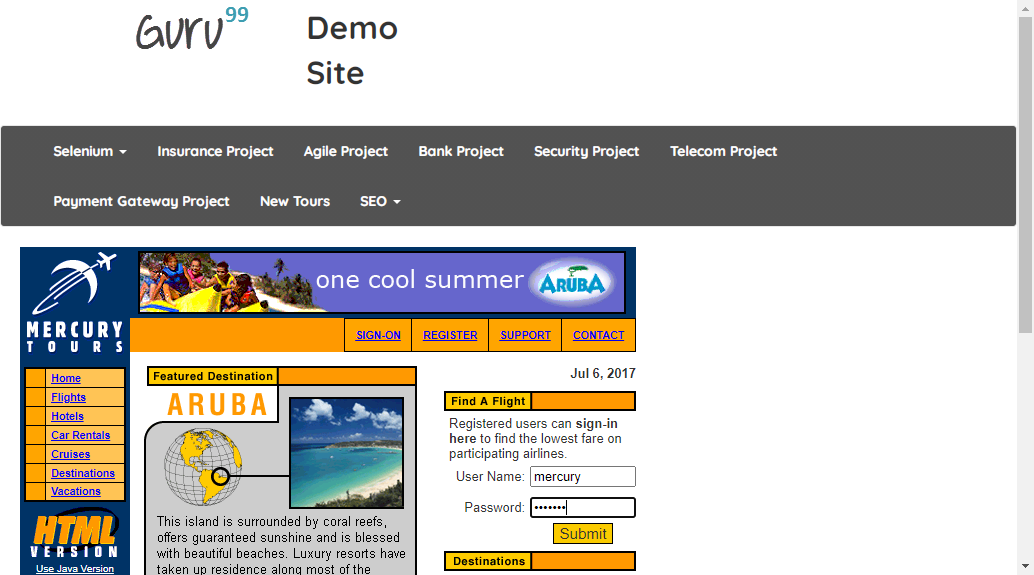 Guru99
Demo
Site
Selenium
Insurance Project
Agile Project
Bank Project
Security Project
Telecom Project
Payment Gateway Project
New Tours
SEO
one cool summer
ARUBA
MERCURY
TOURS
SIGN-ON
REGISTER
SUPPORT
CONTACT
Home
Flights
Hotels
Car Rentals
Cruises
Destinations
Vacations
HTML
VERSION
Use Java Version
Featured Destination
ARUBA
This island is surrounded by coral reefs,
offers guaranteed sunshine and is blessed
with beautiful beaches. Luxury resorts have
taken up residence along most of the
Jul 6, 2017
Find A Flight
Registered users can sign-in
here to find the lowest fare on
participating airlines.
User Name: mercury
Password: •••••••
Submit
Destinations